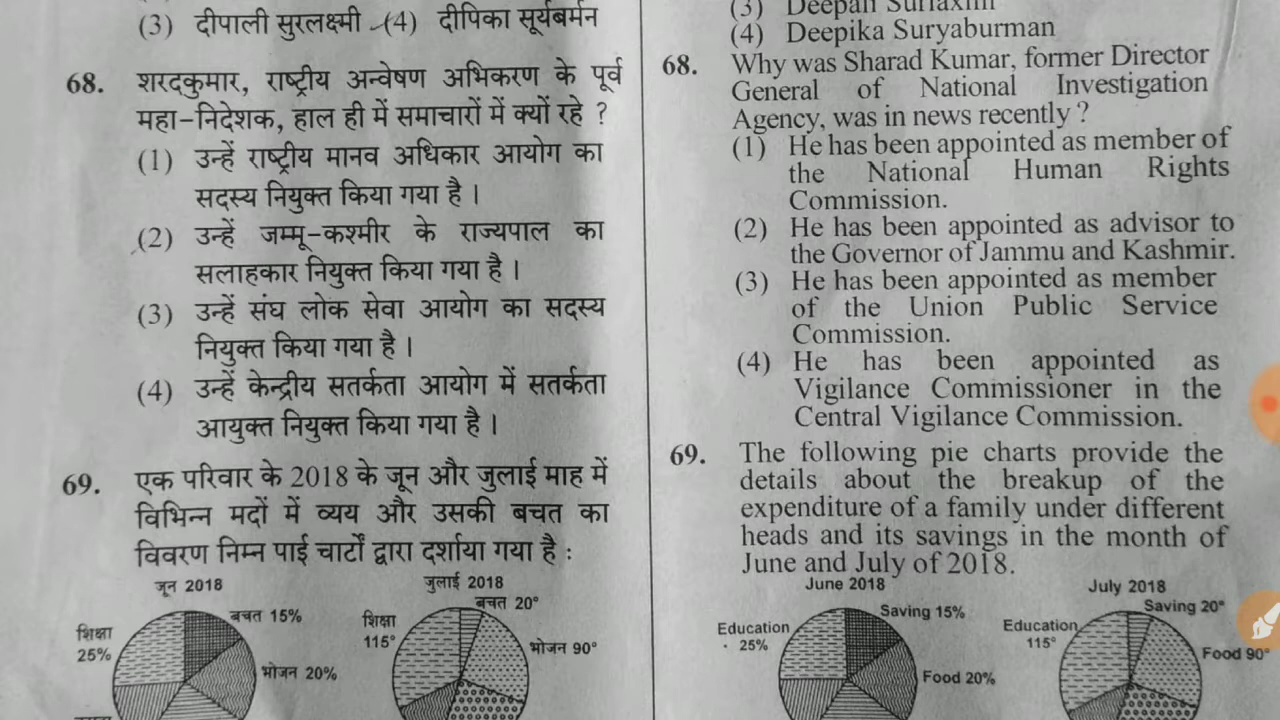 (3) दीपाली सुरलक्ष्मी (4) दीपिका सूर्यबर्मन
68. शरदकुमार, राष्ट्रीय अन्वेषण अभिकरण के पूर्व
महा-निदेशक, हाल ही में समाचारों में क्यों रहे ?
(1) उन्हें राष्ट्रीय मानव अधिकार आयोग का
सदस्य नियुक्त किया गया है ।
(2) उन्हें जम्मू-कश्मीर के राज्यपाल का
सलाहकार नियुक्त किया गया है ।
(3) उन्हें संघ लोक सेवा आयोग का सदस्य
नियुक्त किया गया है ।
(4) उन्हें केन्द्रीय सतर्कता आयोग में सतर्कता
आयुक्त नियुक्त किया गया है ।
69. एक परिवार के 2018 के जून और जुलाई माह में
विभिन्न मदों में व्यय और उसकी बचत का
विवरण निम्न पाई चार्टों द्वारा दर्शाया गया है :
जून 2018
बचत 15%
शिक्षा
25%
भोजन 20%
जुलाई 2018
बचत 20°
शिक्षा
115°
भोजन 90°
(3) Deepali Surlaxmi
(4) Deepika Suryaburman
68. Why was Sharad Kumar, former Director
General of National Investigation
Agency, was in news recently ?
(1) He has been appointed as member of
the National Human Rights
Commission.
(2) He has been appointed as advisor to
the Governor of Jammu and Kashmir.
(3) He has been appointed as member
of the Union Public Service
Commission.
(4) He has been appointed as
Vigilance Commissioner in the
Central Vigilance Commission.
69. The following pie charts provide the
details about the breakup of the
expenditure of a family under different
heads and its savings in the month of
June and July of 2018.
June 2018
Saving 15%
Education
25%
Food 20%
July 2018
Saving 20°
Education
115°
Food 90°